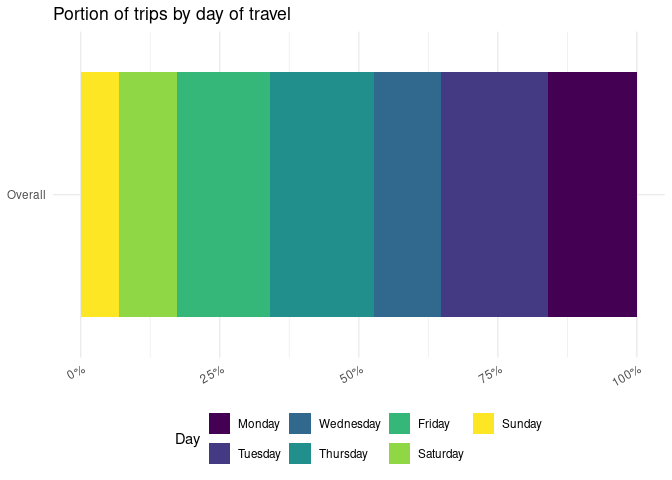 Portion of trips by day of travel
Overall
0% 25% 50% 75% 100%
Day
Monday Wednesday Friday Sunday
Tuesday Thursday Saturday